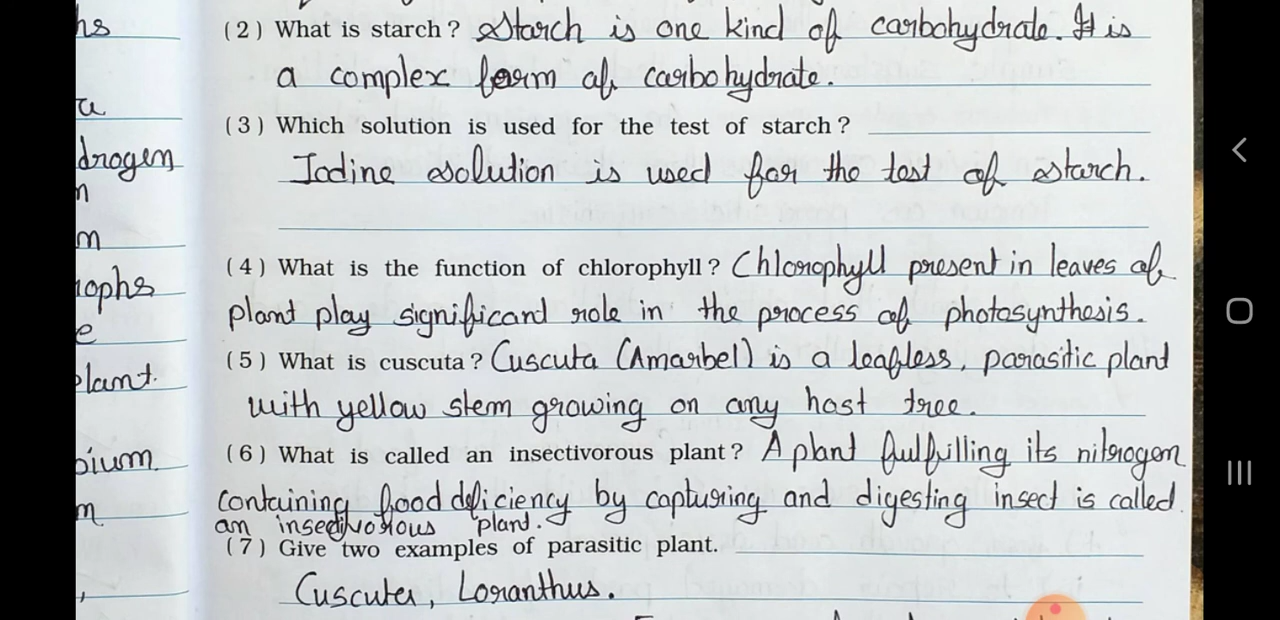 hs
(2) What is starch? Starch is one kind of carbohydrate. It is
a complex form of carbohydrate.
(3) Which solution is used for the test of starch?
drogen
Iodine solution is used for the test of starch.
n
m
(4) What is the function of chlorophyll? Chlorophyll present in leaves of
plant play significant role in the process of photosynthesis.
e
(5) What is cuscuta? Cuscuta (Amarbel) is a leafless, parasitic plant
plant.
with yellow stem growing on any host tree.
(6) What is called an insectivorous plant? A plant fulfilling its nitrogen
bium
containing food deficiency by capturing and digesting insect is called
m
an insectivorous plant.
(7) Give two examples of parasitic plant.
Cuscuta, Loranthus.